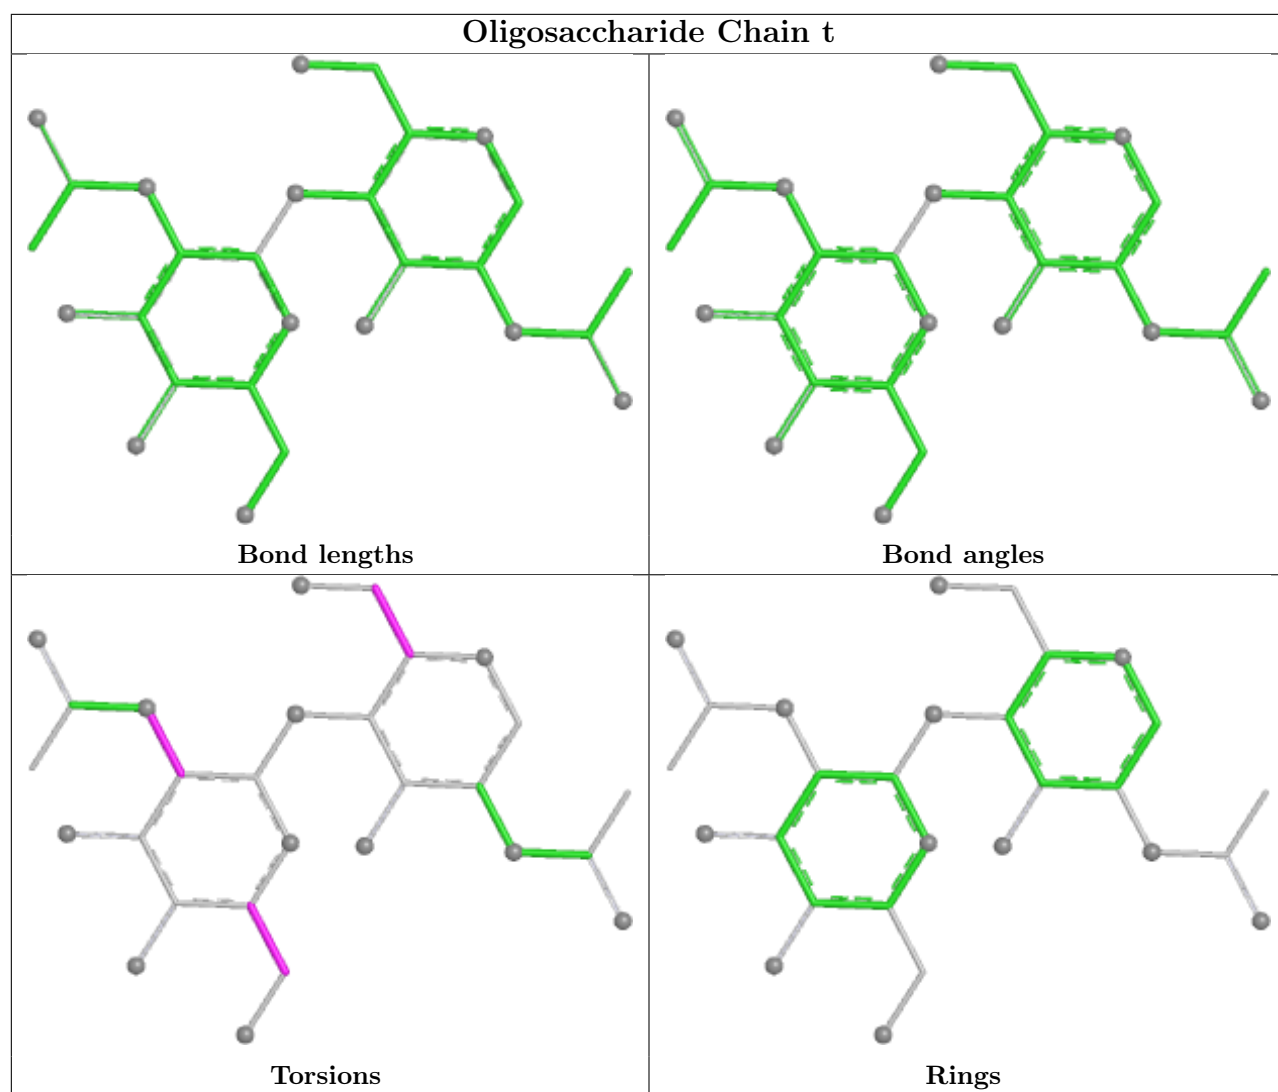 Oligosaccharide Chain t
Bond lengths
Bond angles
Torsions
Rings